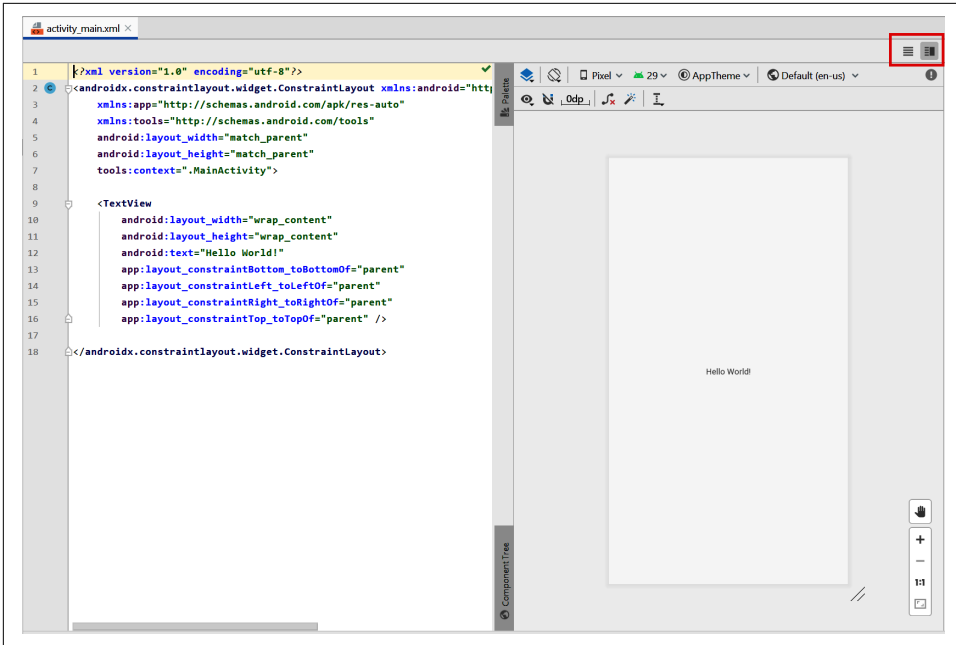 activity_main.xml
1 <?xml version="1.0" encoding="utf-8"?>
2 <androidx.constraintlayout.widget.ConstraintLayout xmlns:android="http
3 xmlns:app="http://schemas.android.com/apk/res-auto"
4 xmlns:tools="http://schemas.android.com/tools"
5 android:layout_width="match_parent"
6 android:layout_height="match_parent"
7 tools:context=".MainActivity">
8
9 <TextView
10 android:layout_width="wrap_content"
11 android:layout_height="wrap_content"
12 android:text="Hello World!"
13 app:layout_constraintBottom_toBottomOf="parent"
14 app:layout_constraintLeft_toLeftOf="parent"
15 app:layout_constraintRight_toRightOf="parent"
16 app:layout_constraintTop_toTopOf="parent" />
17
18 </androidx.constraintlayout.widget.ConstraintLayout>
Palette
Component Tree
Pixel 29 AppTheme Default (en-us)
0dp
Hello World!
1:1